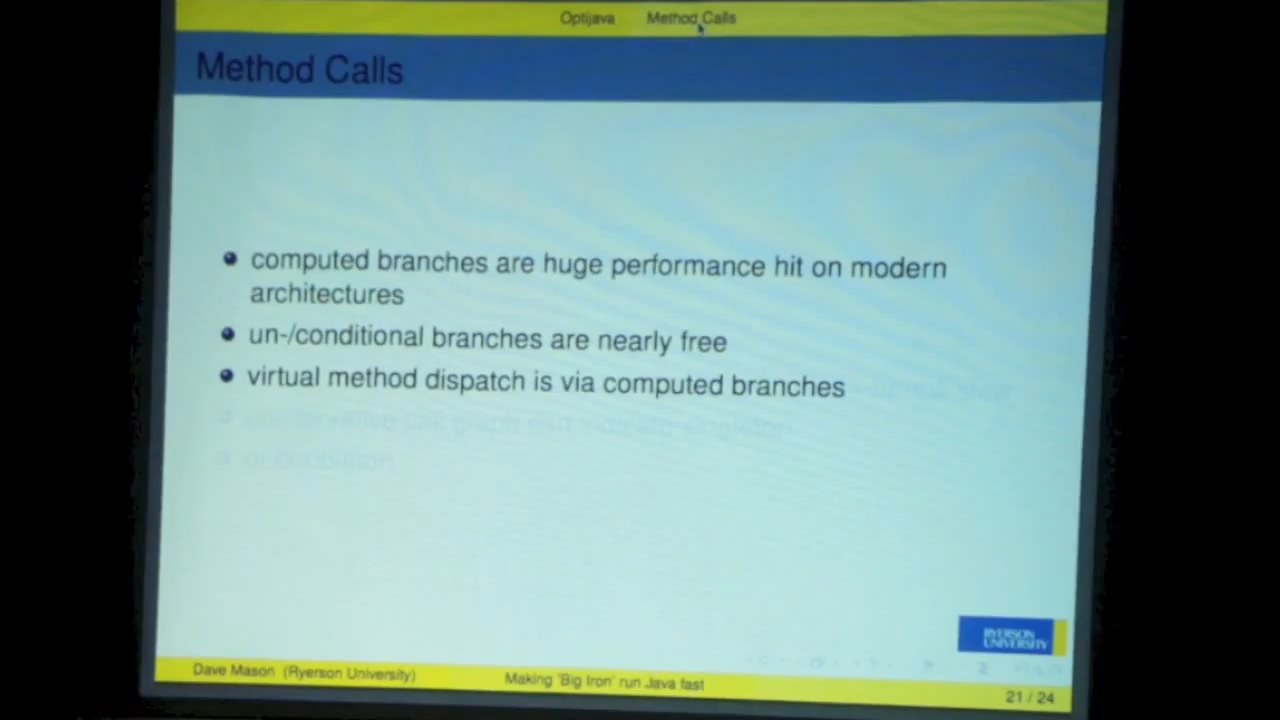 Optijava Method Calls
Method Calls
computed branches are huge performance hit on modern
architectures
un-/conditional branches are nearly free
virtual method dispatch is via computed branches
RYERSON
UNIVERSITY
Dave Mason (Ryerson University) Making 'Big Iron' run Java fast 21 / 24